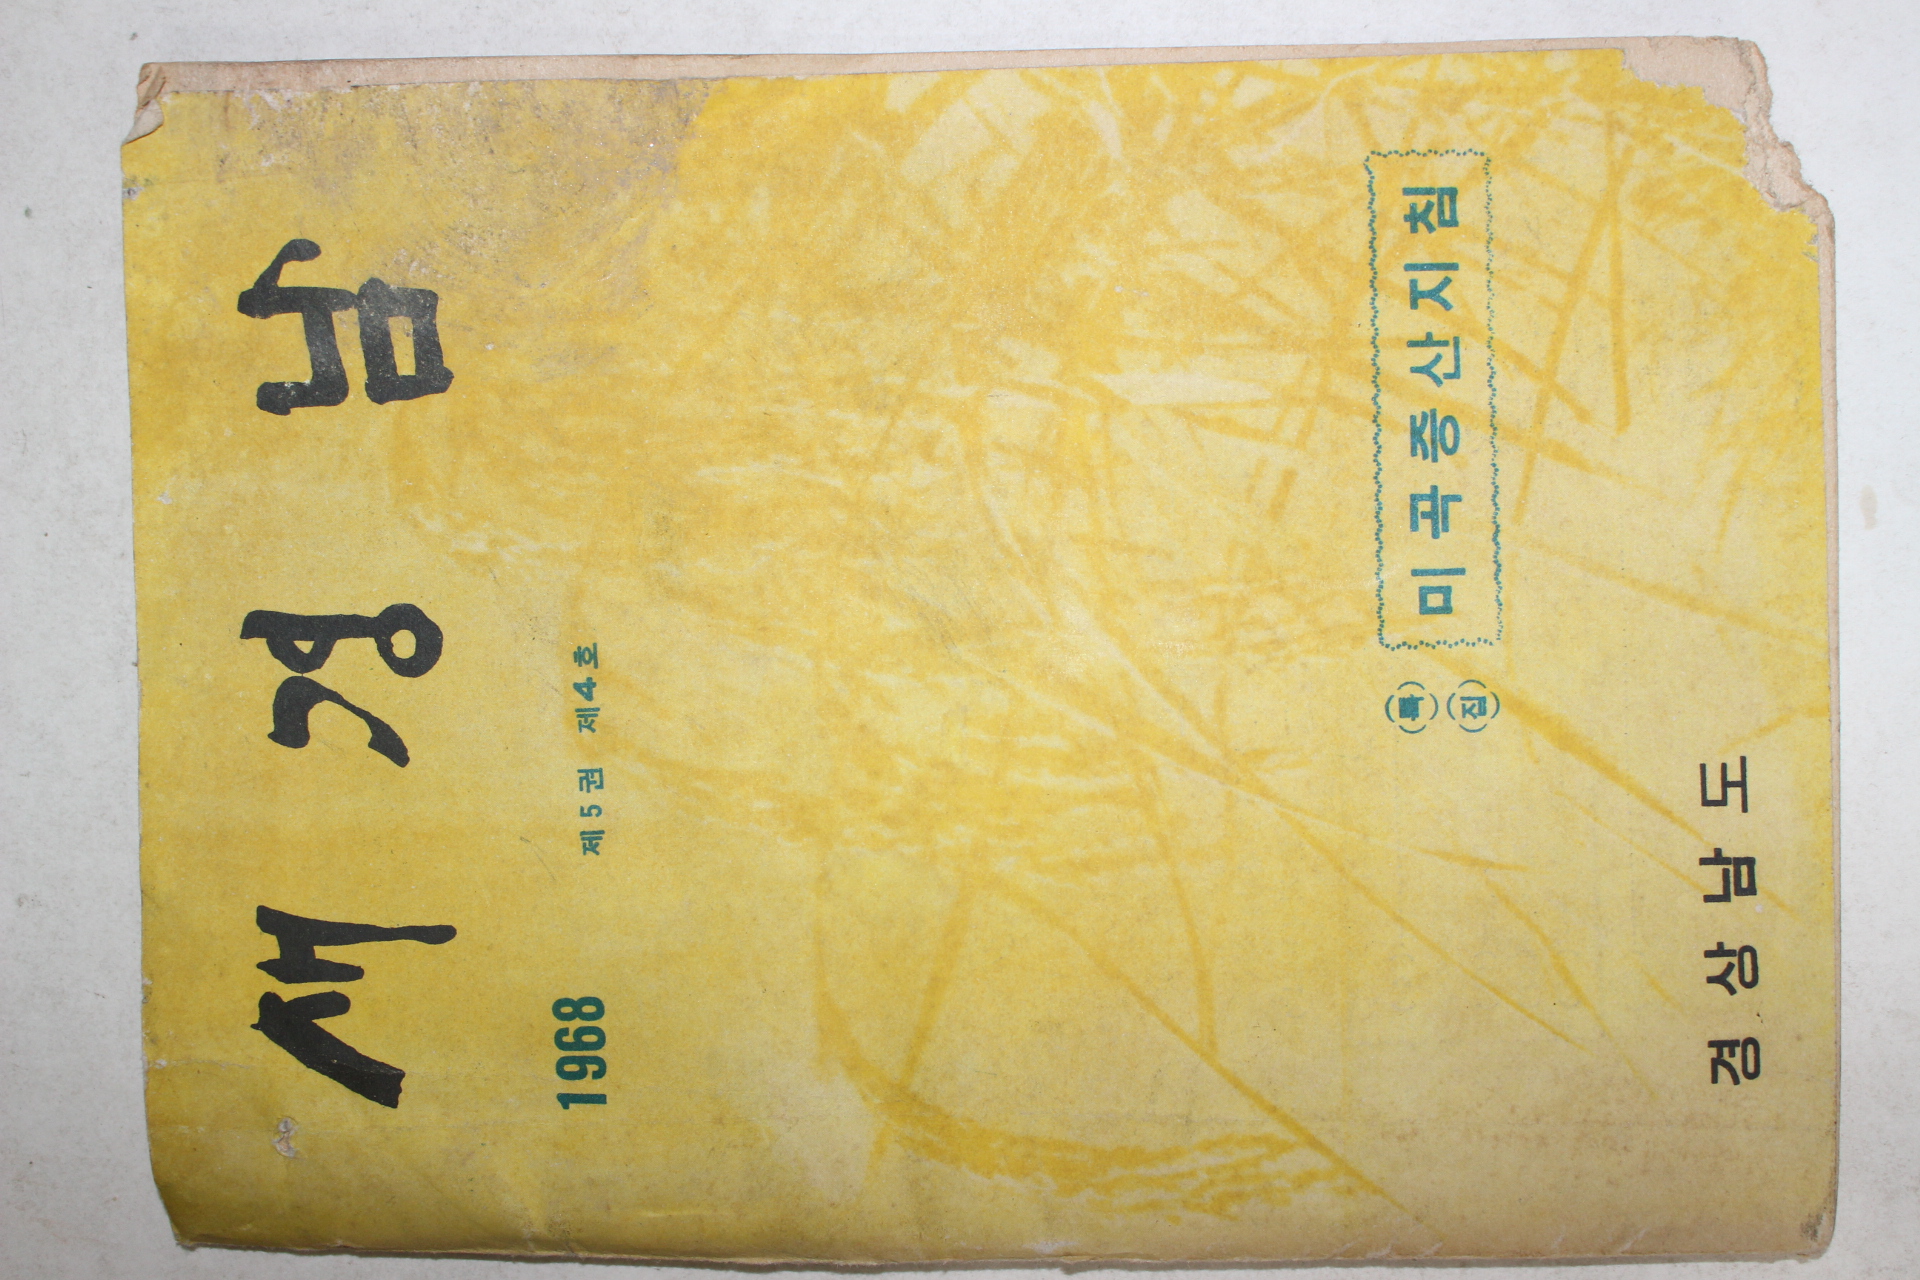 새경남
1968 제5권 제4호
(특)(집) 미곡증산지침
경상남도